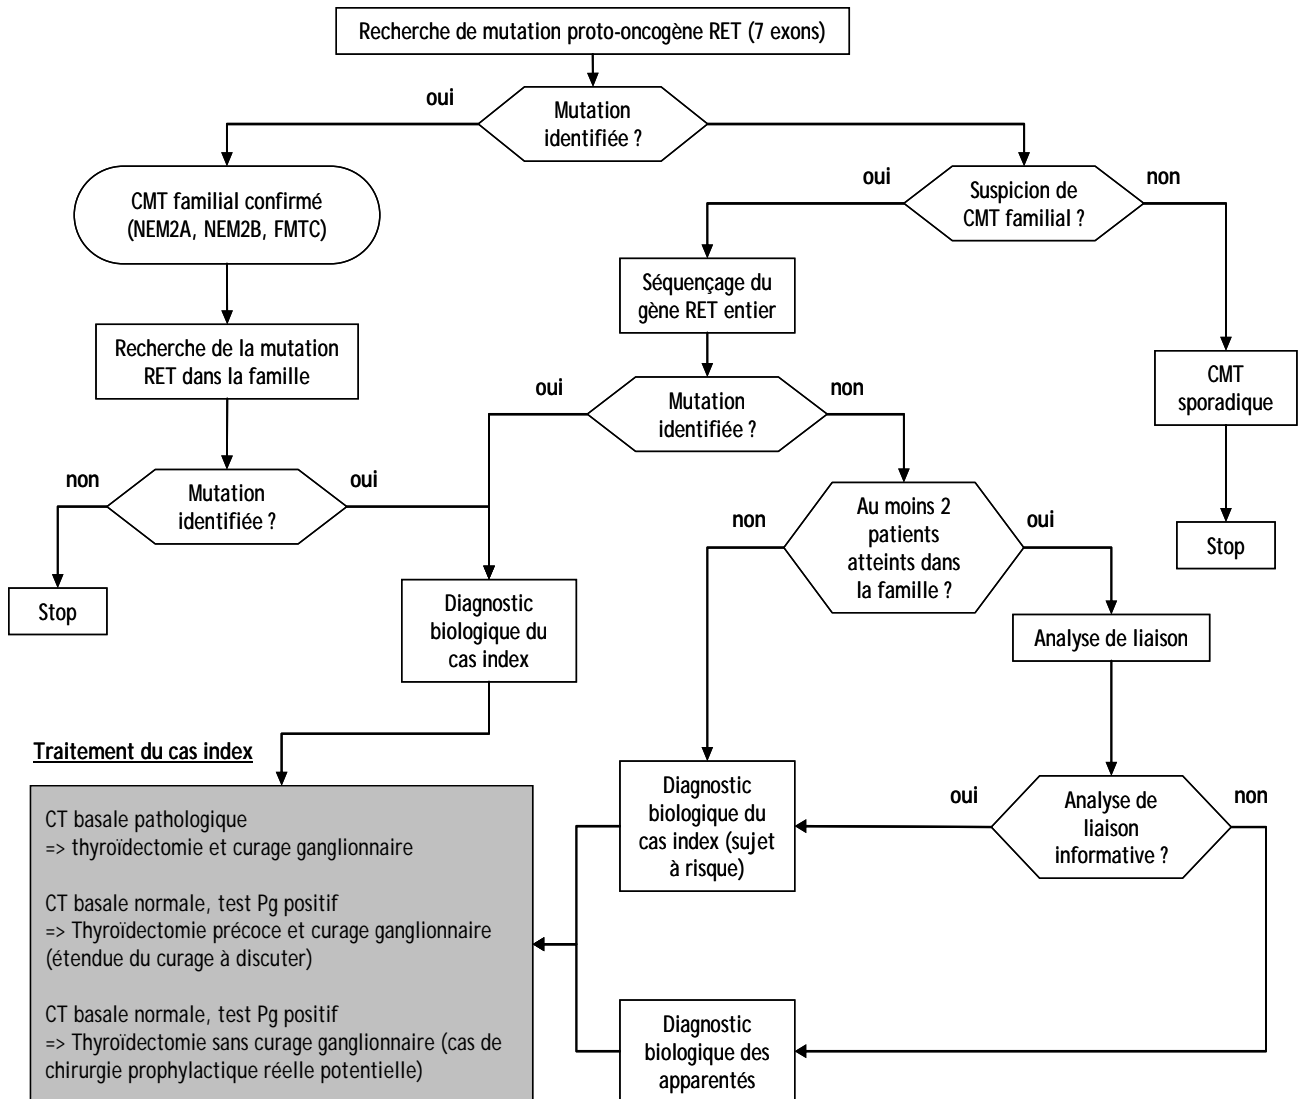 Recherche de mutation proto-oncogène RET (7 exons)
oui
Mutation
identifiée ?
CMT familial confirmé
(NEM2A, NEM2B, FMTC)
oui
Suspicion de
CMT familial ?
non
Séquençage du
gène RET entier
Recherche de la mutation
RET dans la famille
CMT
sporadique
oui
Mutation
identifiée ?
non
non
Mutation
identifiée ?
oui
non
Au moins 2
patients
atteints dans
la famille ?
oui
Stop
Stop
Diagnostic
biologique du
cas index
Analyse de liaison
Traitement du cas index
Diagnostic
biologique du
cas index (sujet
à risque)
oui
Analyse de
liaison
informative ?
non
CT basale pathologique
=> thyroïdectomie et curage ganglionnaire
CT basale normale, test Pg positif
=> Thyroïdectomie précoce et curage ganglionnaire
(étendue du curage à discuter)
CT basale normale, test Pg positif
=> Thyroïdectomie sans curage ganglionnaire (cas de
chirurgie prophylactique réelle potentielle)
Diagnostic
biologique des
apparentés